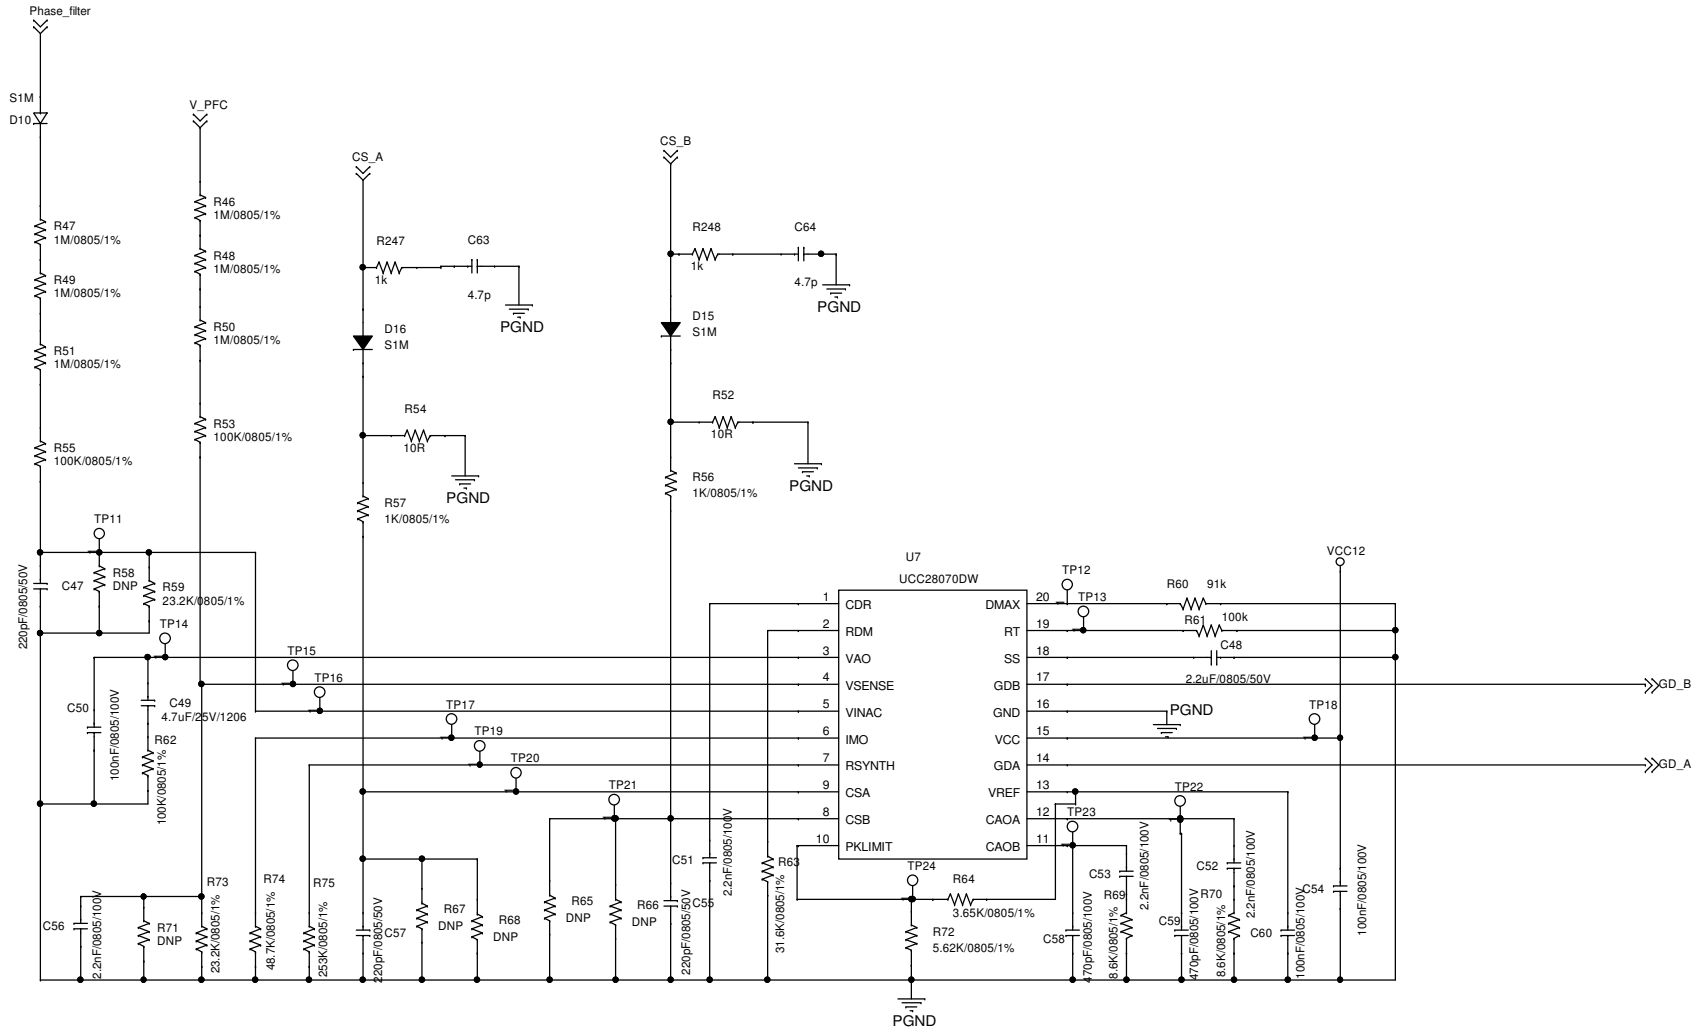 Phase_filter
S1M
D10
V_PFC
CS_A
CS_B
R46
1M/0805/1%
R47
1M/0805/1%
R48
1M/0805/1%
R49
1M/0805/1%
R50
1M/0805/1%
R51
1M/0805/1%
R53
100K/0805/1%
R55
100K/0805/1%
R247
1k
C63
4.7p
PGND
D16
S1M
R54
10R
PGND
R57
1K/0805/1%
R248
1k
C64
4.7p
PGND
D15
S1M
R52
10R
PGND
R56
1K/0805/1%
TP11
220pF/0805/50V
C47
R58
DNP
R59
23.2K/0805/1%
TP14
TP15
TP16
C50
100nF/0805/100V
C49
4.7uF/25V/1206
R62
100K/0805/1%
TP17
TP19
TP20
TP21
U7
UCC28070DW
1 CDR
2 RDM
3 VAO
4 VSENSE
5 VINAC
6 IMO
7 RSYNTH
9 CSA
8 CSB
10 PKLIMIT
DMAX 20
RT 19
SS 18
GDB 17
GND 16
VCC 15
GDA 14
VREF 13
CAOA 12
CAOB 11
TP12
TP13
R60
91k
R61
100k
C48
2.2uF/0805/50V
VCC12
GD_B
PGND
TP18
GD_A
TP22
TP23
TP24
C56
2.2nF/0805/100V
R71
DNP
R73
23.2K/0805/1%
R74
48.7K/0805/1%
R75
253K/0805/1%
C57
220pF/0805/50V
R67
DNP
R68
DNP
R65
DNP
R66
DNP
C55
220pF/0805/50V
C51
2.2nF/0805/100V
R63
31.6K/0805/1%
R64
3.65K/0805/1%
R72
5.62K/0805/1%
C58
470pF/0805/100V
C53
2.2nF/0805/100V
R69
8.6K/0805/1%
C59
470pF/0805/100V
C52
2.2nF/0805/100V
R70
8.6K/0805/1%
C60
100nF/0805/100V
C54
100nF/0805/100V
PGND